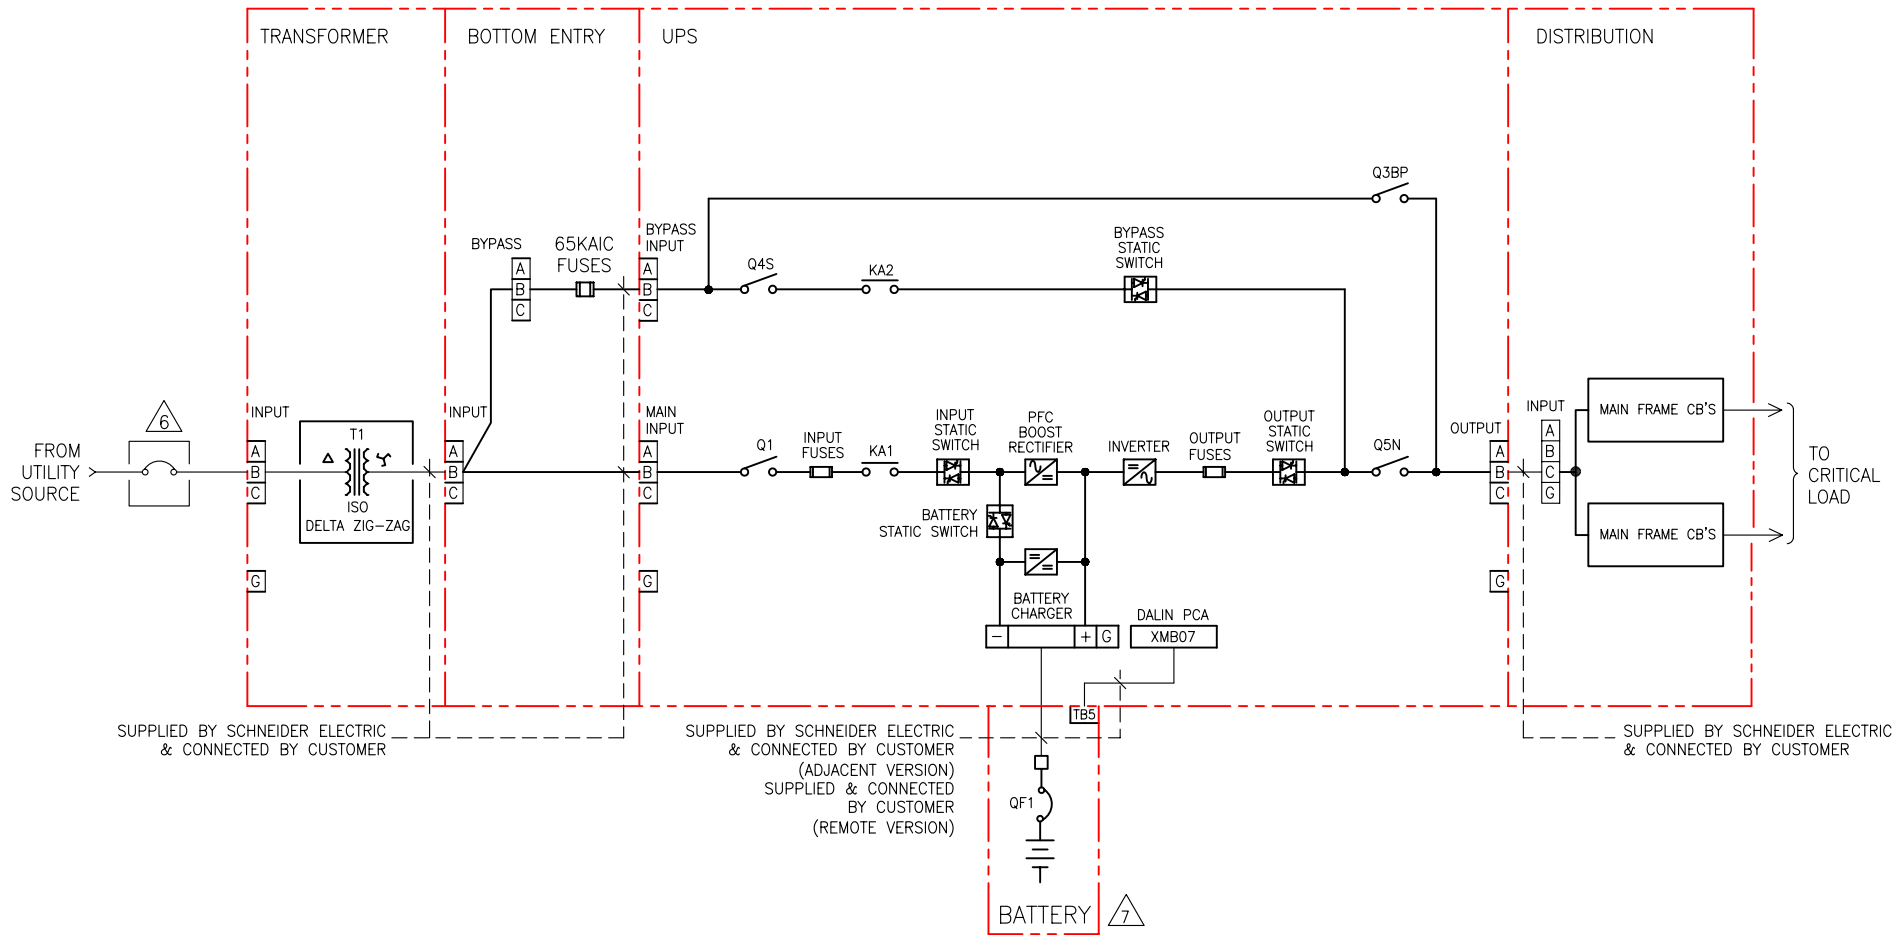 TRANSFORMER
BOTTOM ENTRY
UPS
DISTRIBUTION
Q3BP
BYPASS
65KAIC
FUSES
BYPASS
INPUT
Q4S
KA2
BYPASS
STATIC
SWITCH
A
B
C
A
B
C
6
FROM
UTILITY
SOURCE
INPUT
A
B
C
T1
ISO
DELTA ZIG-ZAG
INPUT
A
B
C
MAIN
INPUT
A
B
C
Q1
INPUT
FUSES
KA1
INPUT
STATIC
SWITCH
PFC
BOOST
RECTIFIER
INVERTER
OUTPUT
FUSES
OUTPUT
STATIC
SWITCH
Q5N
OUTPUT
A
B
C
INPUT
A
B
C
G
MAIN FRAME CB'S
MAIN FRAME CB'S
TO
CRITICAL
LOAD
BATTERY
STATIC SWITCH
G
G
G
BATTERY
CHARGER
- + G
DALIN PCA
XMB07
TB5
SUPPLIED BY SCHNEIDER ELECTRIC
& CONNECTED BY CUSTOMER
SUPPLIED BY SCHNEIDER ELECTRIC
& CONNECTED BY CUSTOMER
(ADJACENT VERSION)
SUPPLIED & CONNECTED
BY CUSTOMER
(REMOTE VERSION)
SUPPLIED BY SCHNEIDER ELECTRIC
& CONNECTED BY CUSTOMER
QF1
BATTERY
7